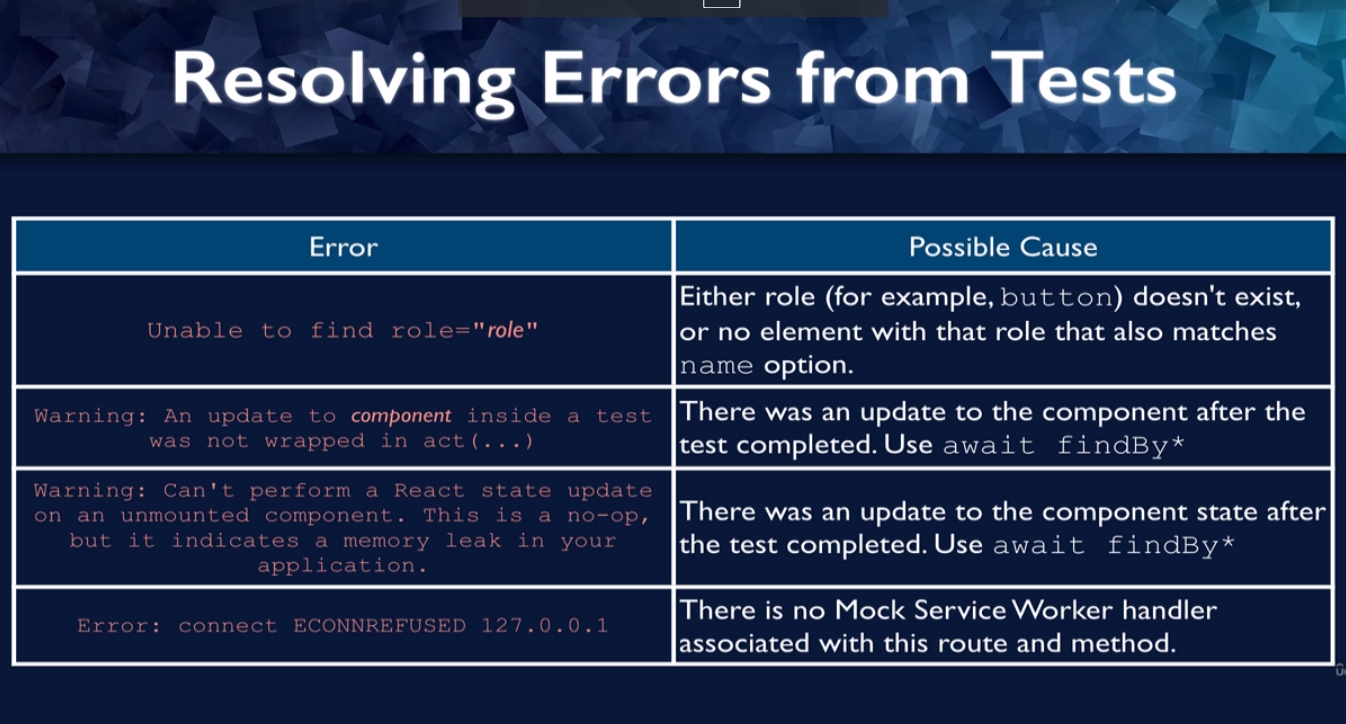 Resolving Errors from Tests
Error
Possible Cause
Unable to find role="role"
Either role (for example, button) doesn't exist,
or no element with that role that also matches
name option.
Warning: An update to component inside a test
was not wrapped in act(...)
There was an update to the component after the
test completed. Use await findBy*
Warning: Can't perform a React state update
on an unmounted component. This is a no-op,
but it indicates a memory leak in your
application.
There was an update to the component state after
the test completed. Use await findBy*
Error: connect ECONNREFUSED 127.0.0.1
There is no Mock Service Worker handler
associated with this route and method.